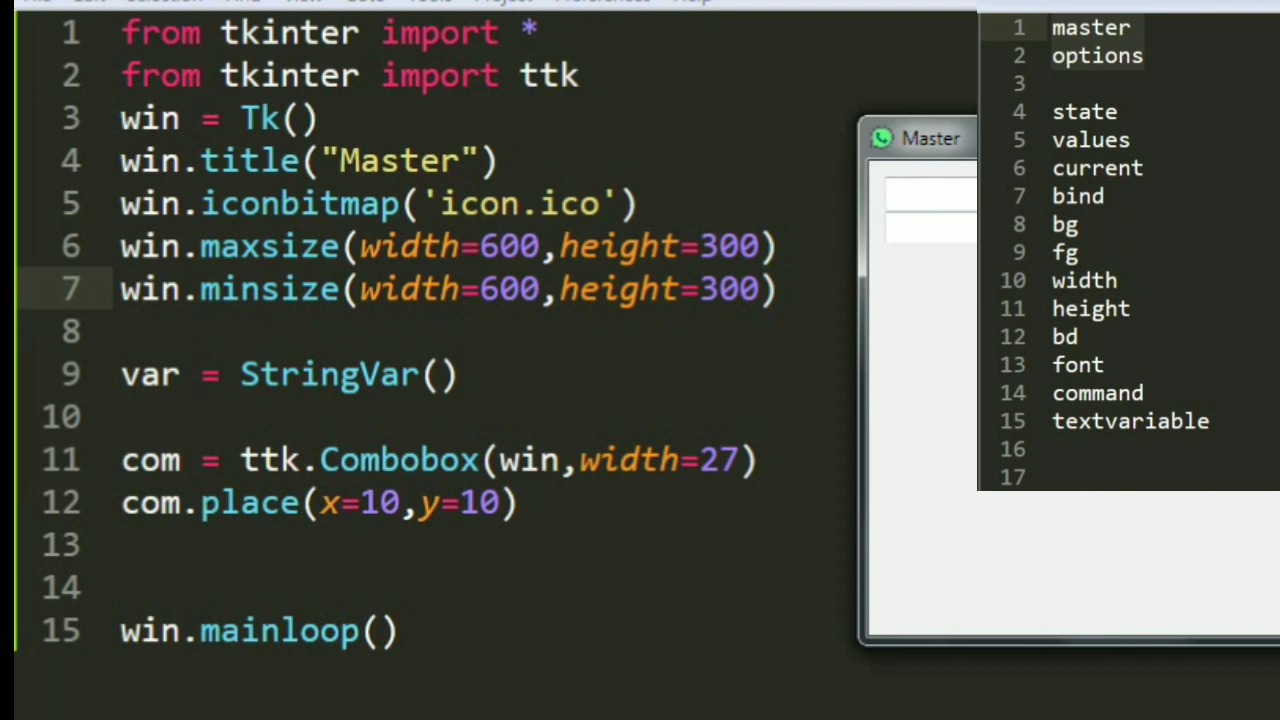 1 from tkinter import *
2 from tkinter import ttk
3 win = Tk()
4 win.title("Master")
5 win.iconbitmap('icon.ico')
6 win.maxsize(width=600,height=300)
7 win.minsize(width=600,height=300)
8
9 var = StringVar()
10
11 com = ttk.Combobox(win,width=27)
12 com.place(x=10,y=10)
13
14
15 win.mainloop()
Master
1 master
2 options
3
4 state
5 values
6 current
7 bind
8 bg
9 fg
10 width
11 height
12 bd
13 font
14 command
15 textvariable
16
17